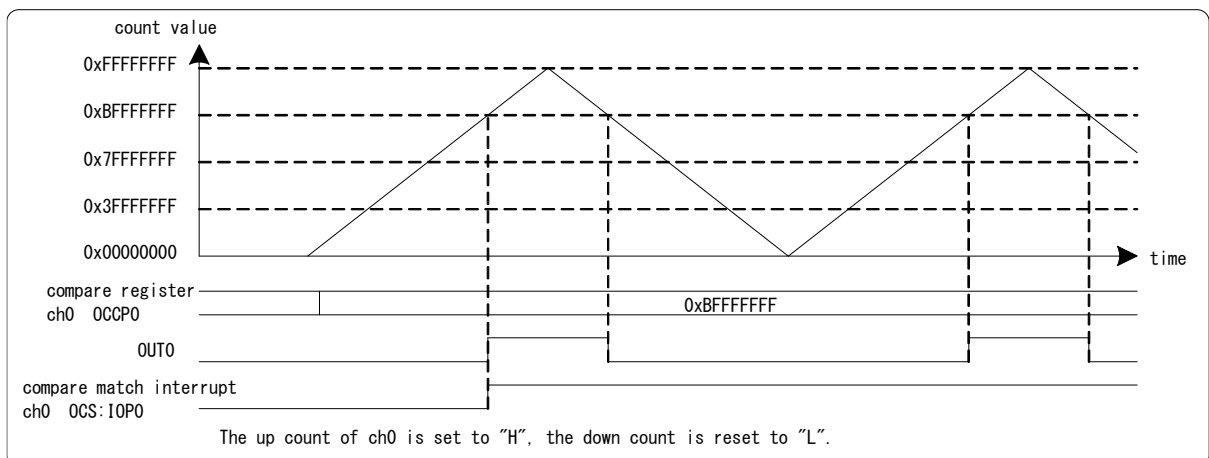 count value
0xFFFFFFFF
0xBFFFFFFF
0x7FFFFFFF
0x3FFFFFFF
0x00000000
time
compare register
ch0 OCCP0
0xBFFFFFFF
OUT0
compare match interrupt
ch0 OCS:IOP0
The up count of ch0 is set to "H", the down count is reset to "L".